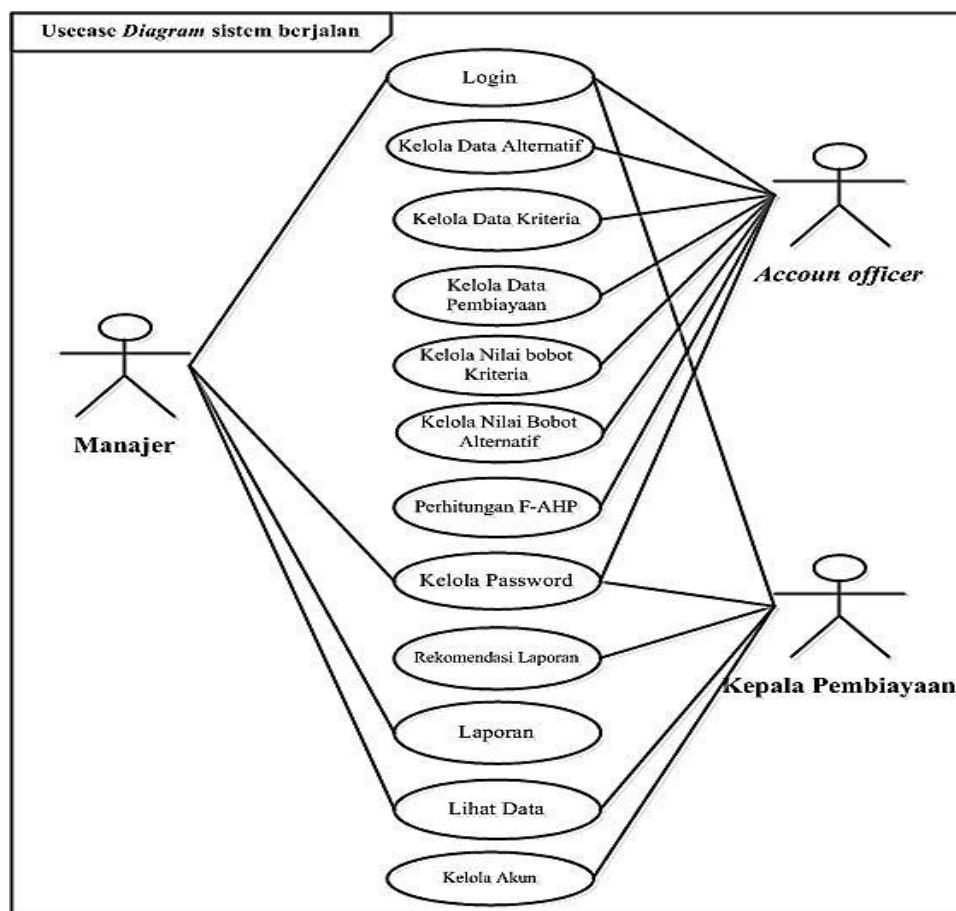 Usecase Diagram sistem berjalan
Login
Kelola Data Alternatif
Kelola Data Kriteria
Kelola Data
Pembiayaan
Kelola Nilai bobot
Kriteria
Kelola Nilai Bobot
Alternatif
Perhitungan F-AHP
Kelola Password
Rekomendasi Laporan
Laporan
Lihat Data
Kelola Akun
Manajer
Accoun officer
Kepala Pembiayaan